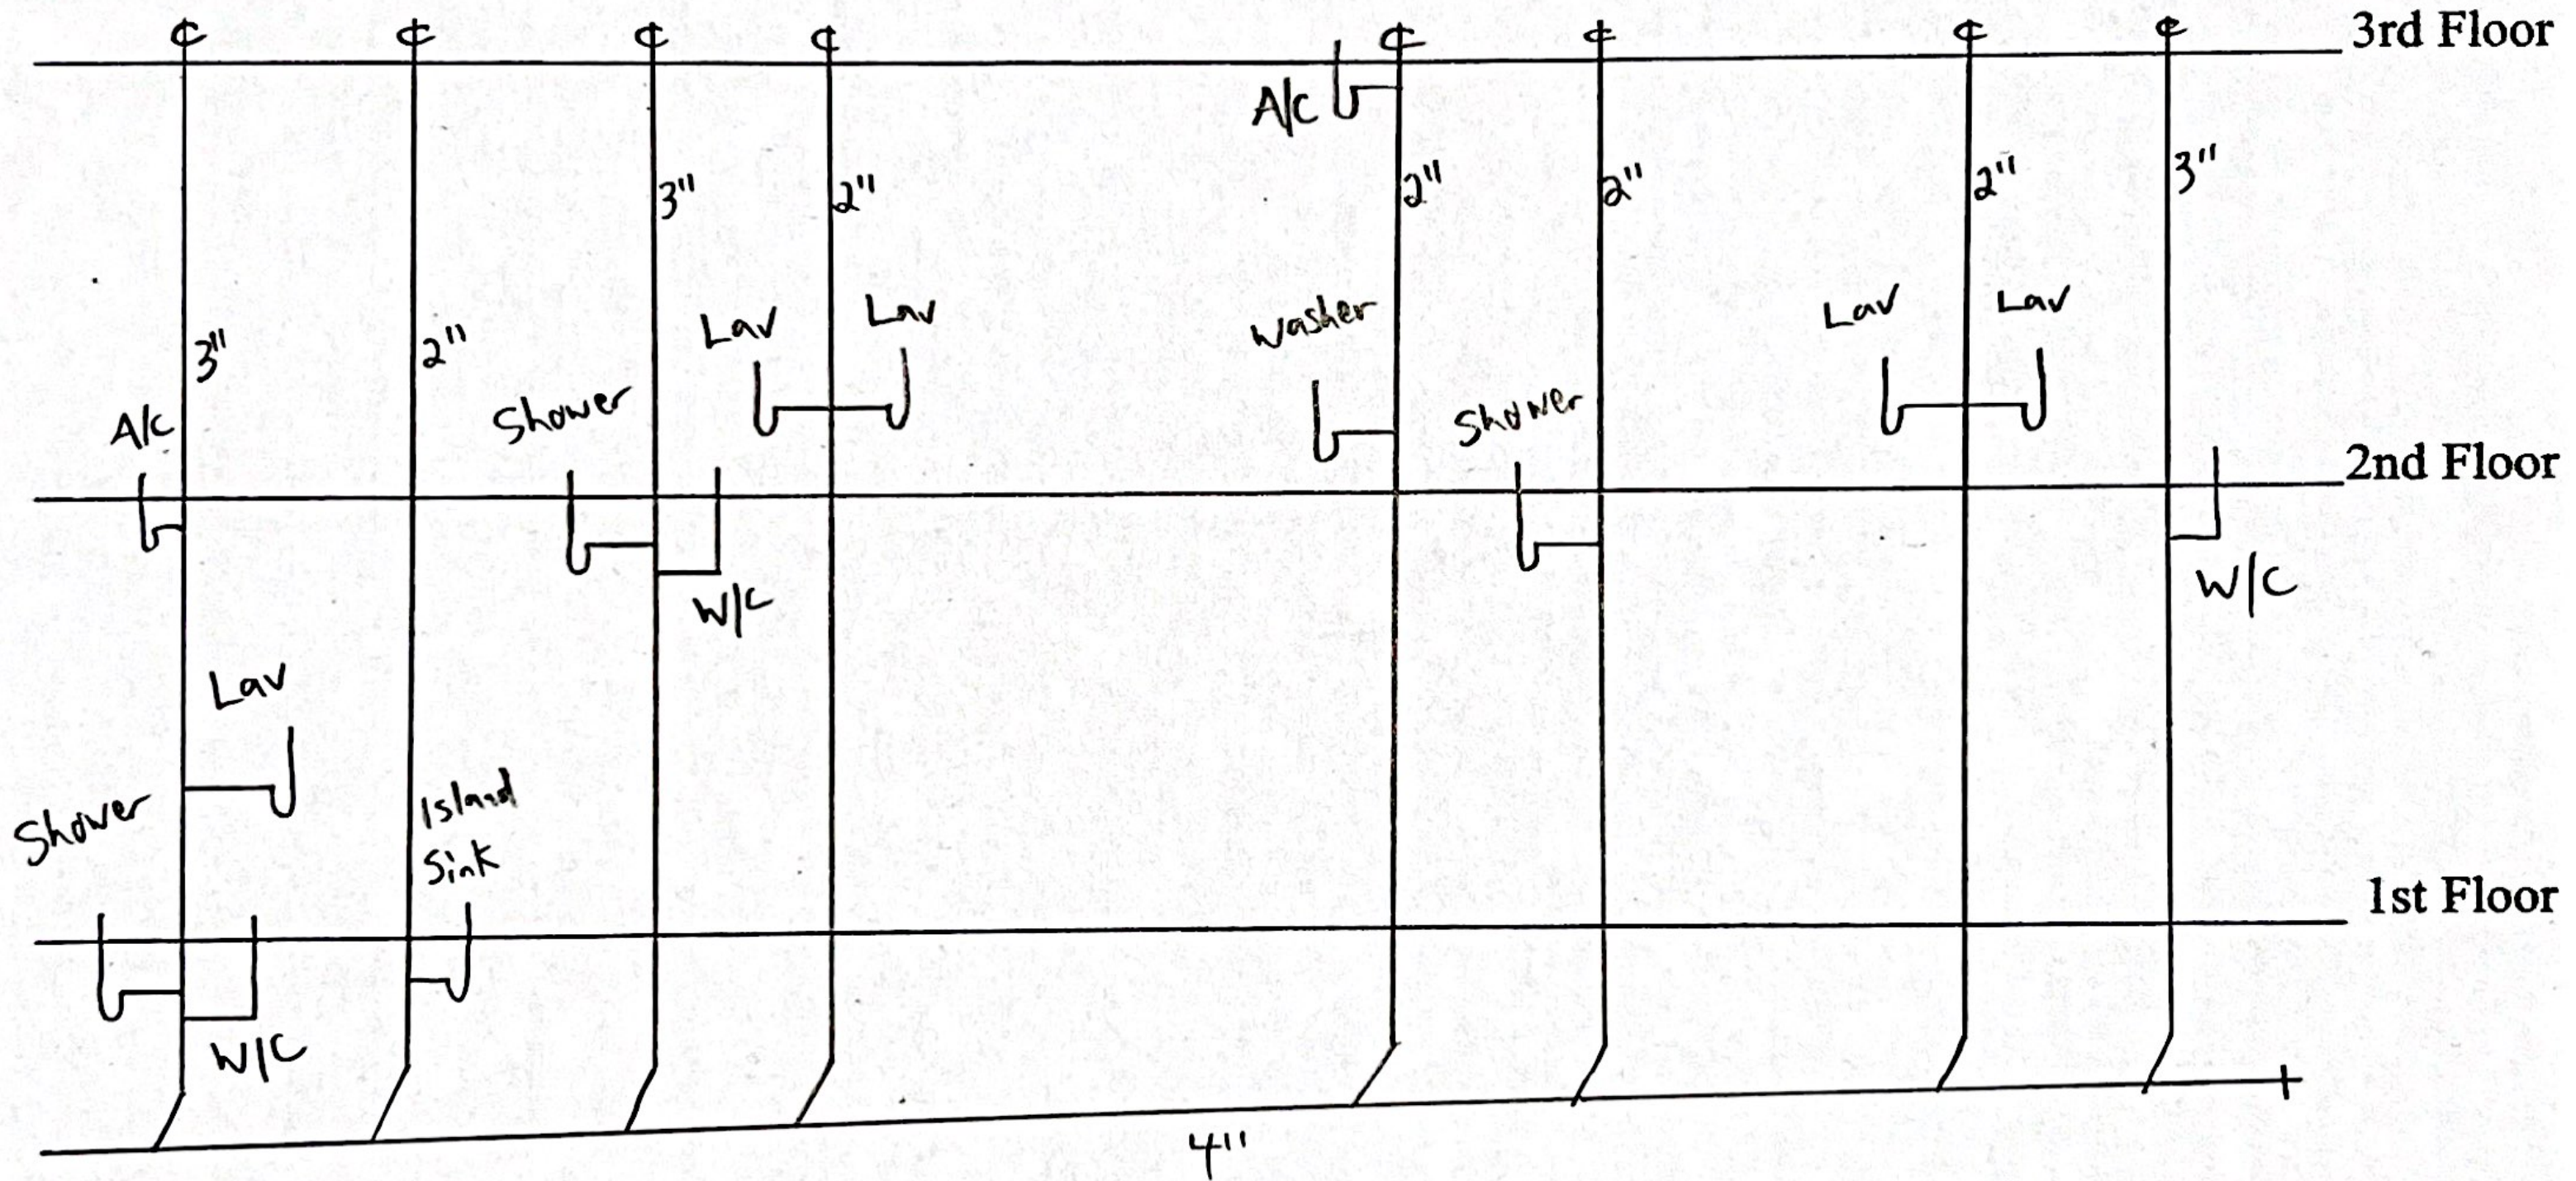 3rd Floor
A/C
3"
2"
2"
2"
2"
3"
3"
2"
Lav
Lav
Washer
Lav
Lav
A/C
Shower
Shower
2nd Floor
W/C
W/C
Lav
Shower
Island
Sink
1st Floor
W/C
4"